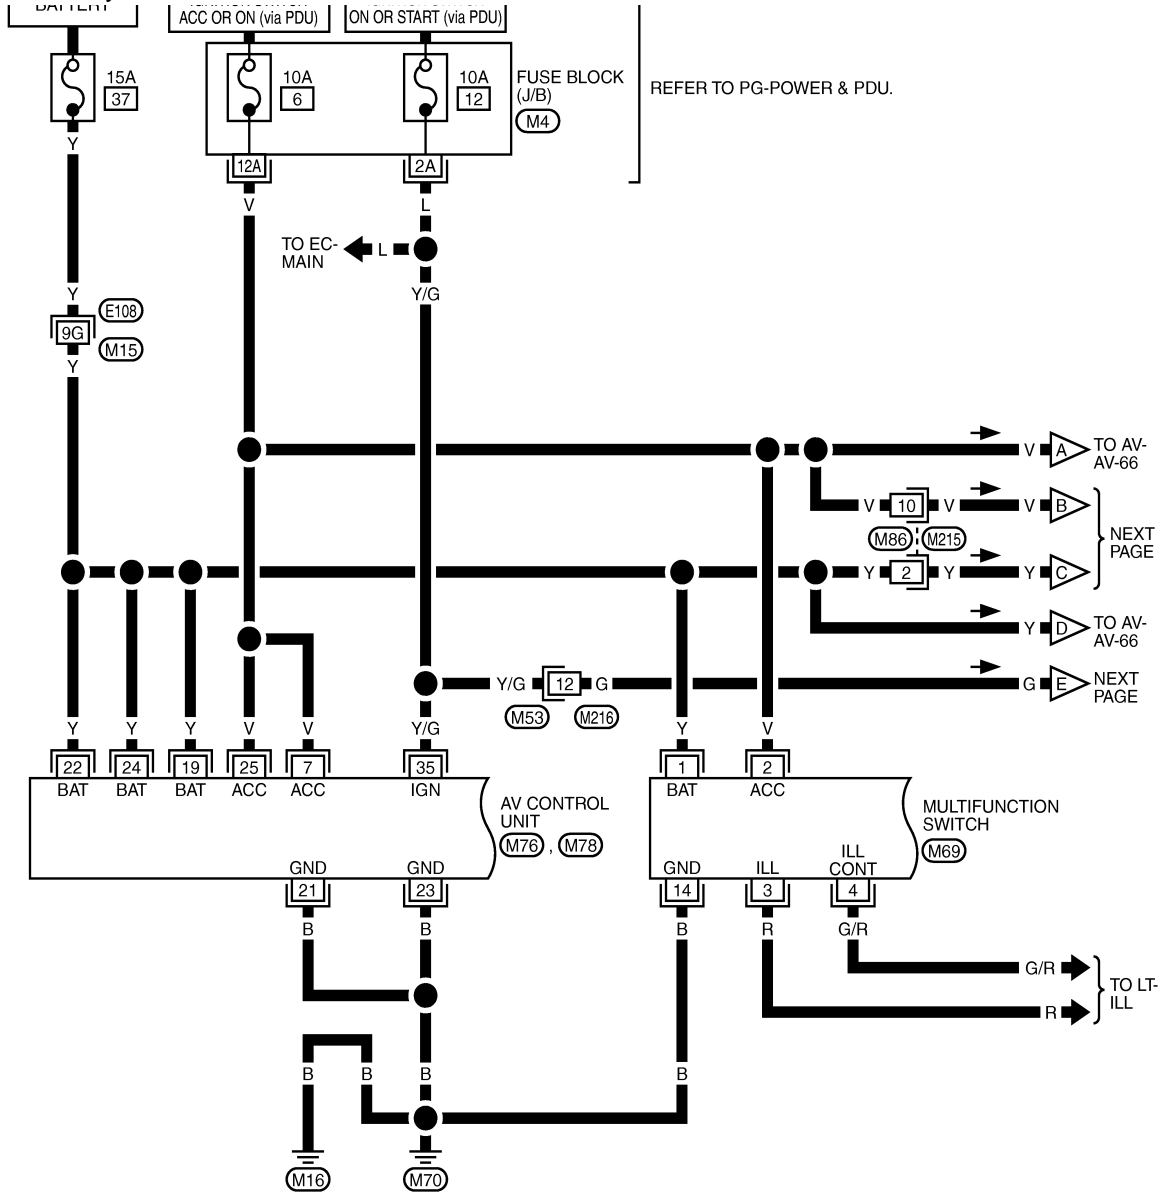 BATTERY
ACC OR ON (via PDU)
ON OR START (via PDU)
15A
37
10A
6
10A
12
FUSE BLOCK
(J/B)
M4
REFER TO PG-POWER & PDU.
Y
12A
2A
V
L
TO EC-
MAIN
L
Y
Y/G
E108
9G
M15
Y
V
A
TO AV-
AV-66
V
10
V
V
B
M86
M215
NEXT
PAGE
Y
2
Y
Y
C
Y
D
TO AV-
AV-66
Y/G
12
G
G
E
NEXT
PAGE
M53
M216
Y
Y
Y
V
V
Y/G
Y
V
22
24
19
25
7
35
1
2
BAT
BAT
BAT
ACC
ACC
IGN
BAT
ACC
AV CONTROL
UNIT
M76 , M78
MULTIFUNCTION
SWITCH
M69
GND
GND
GND
ILL
ILL
CONT
21
23
14
3
4
B
B
B
R
G/R
G/R
R
TO LT-
ILL
B
B
B
B
M16
M70